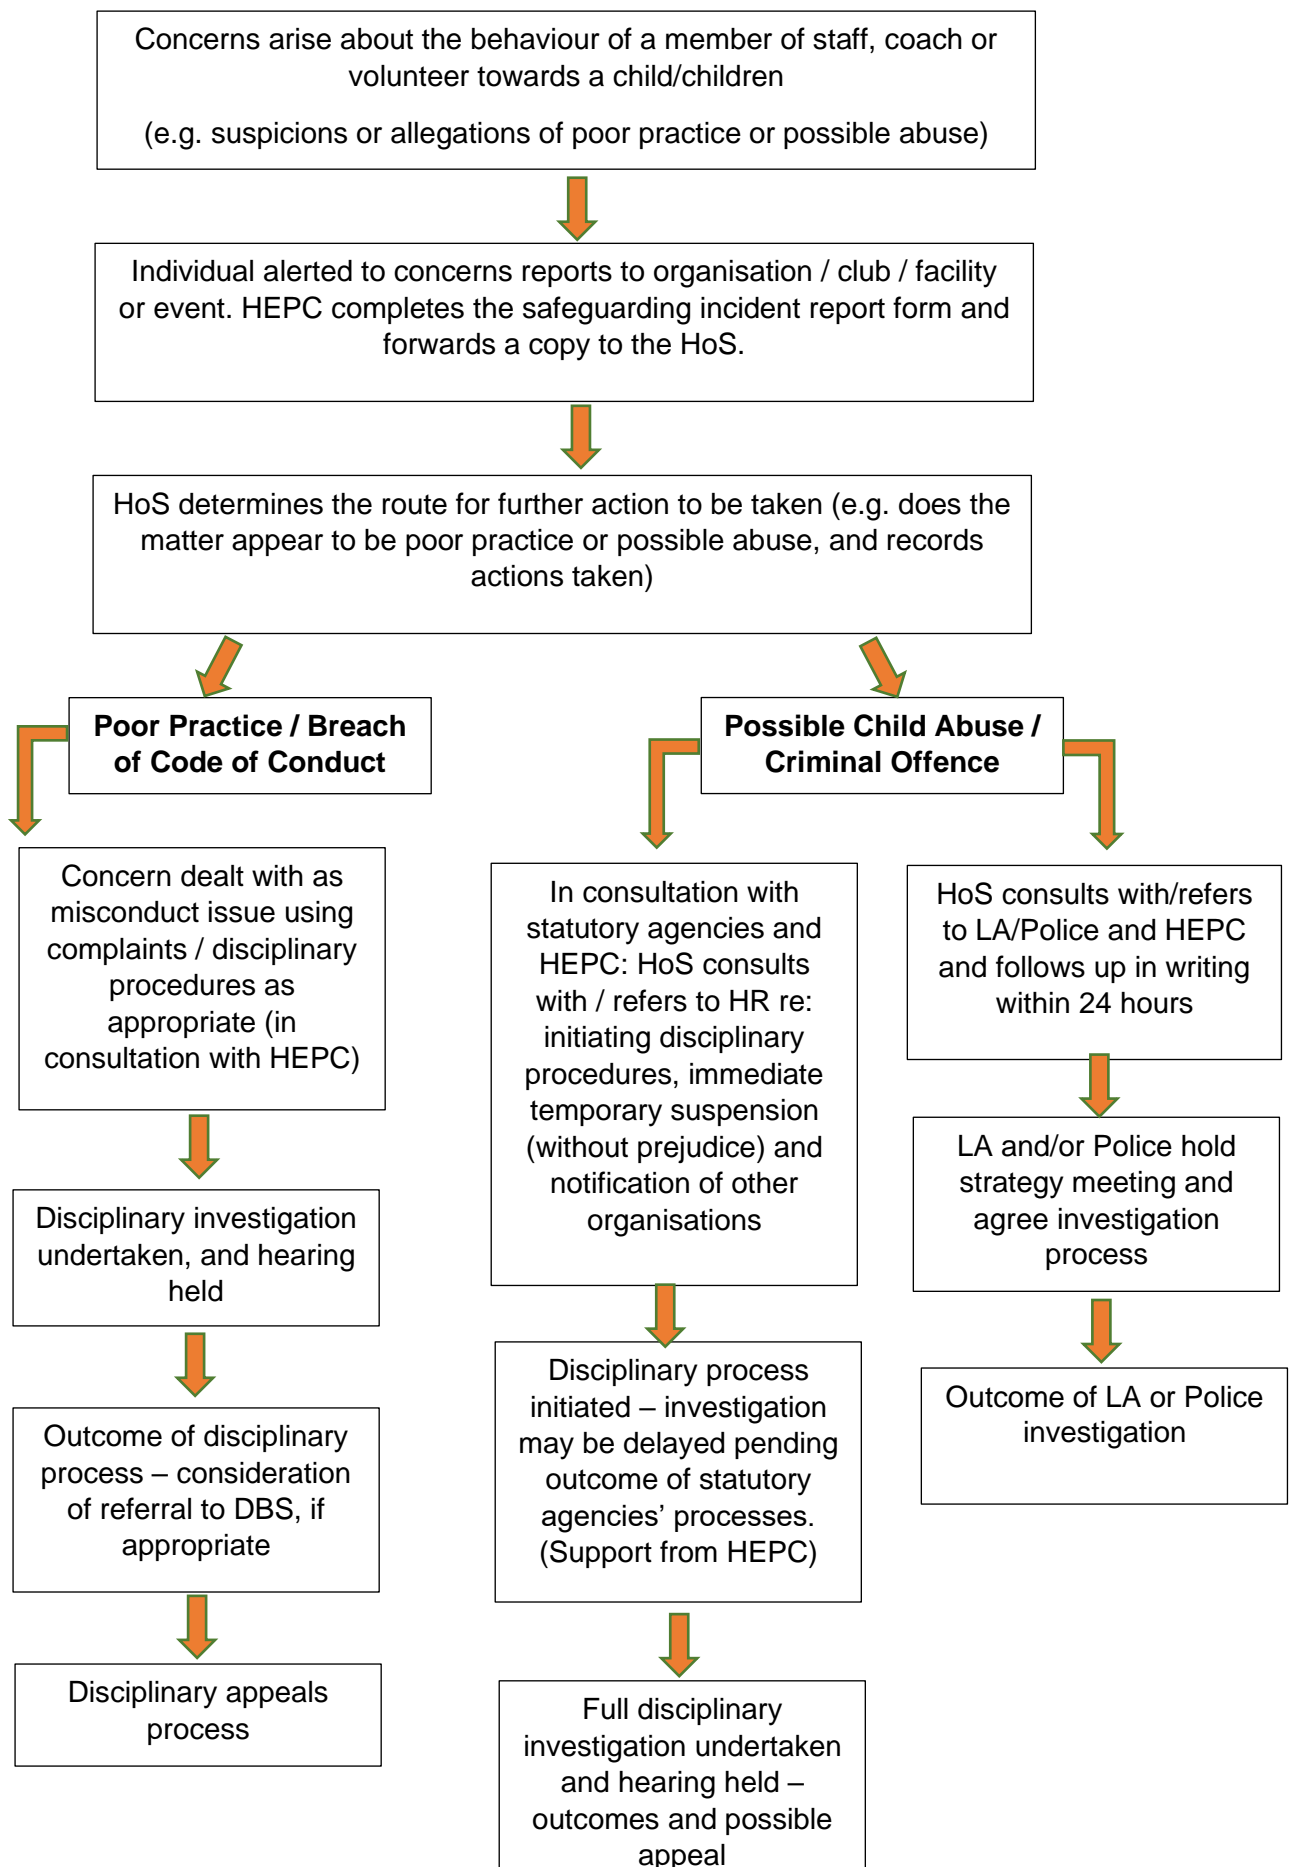 Concerns arise about the behaviour of a member of staff, coach or
volunteer towards a child/children
(e.g. suspicions or allegations of poor practice or possible abuse)
Individual alerted to concerns reports to organisation / club / facility
or event. HEPC completes the safeguarding incident report form and
forwards a copy to the HoS.
HoS determines the route for further action to be taken (e.g. does the
matter appear to be poor practice or possible abuse, and records
actions taken)
Poor Practice / Breach
of Code of Conduct
Concern dealt with as
misconduct issue using
complaints / disciplinary
procedures as
appropriate (in
consultation with HEPC)
Disciplinary investigation
undertaken, and hearing
held
Outcome of disciplinary
process – consideration
of referral to DBS, if
appropriate
Disciplinary appeals
process
Possible Child Abuse /
Criminal Offence
In consultation with
statutory agencies and
HEPC: HoS consults
with / refers to HR re:
initiating disciplinary
procedures, immediate
temporary suspension
(without prejudice) and
notification of other
organisations
Disciplinary process
initiated – investigation
may be delayed pending
outcome of statutory
agencies’ processes.
(Support from HEPC)
Full disciplinary
investigation undertaken
and hearing held –
outcomes and possible
appeal
HoS consults with/refers
to LA/Police and HEPC
and follows up in writing
within 24 hours
LA and/or Police hold
strategy meeting and
agree investigation
process
Outcome of LA or Police
investigation